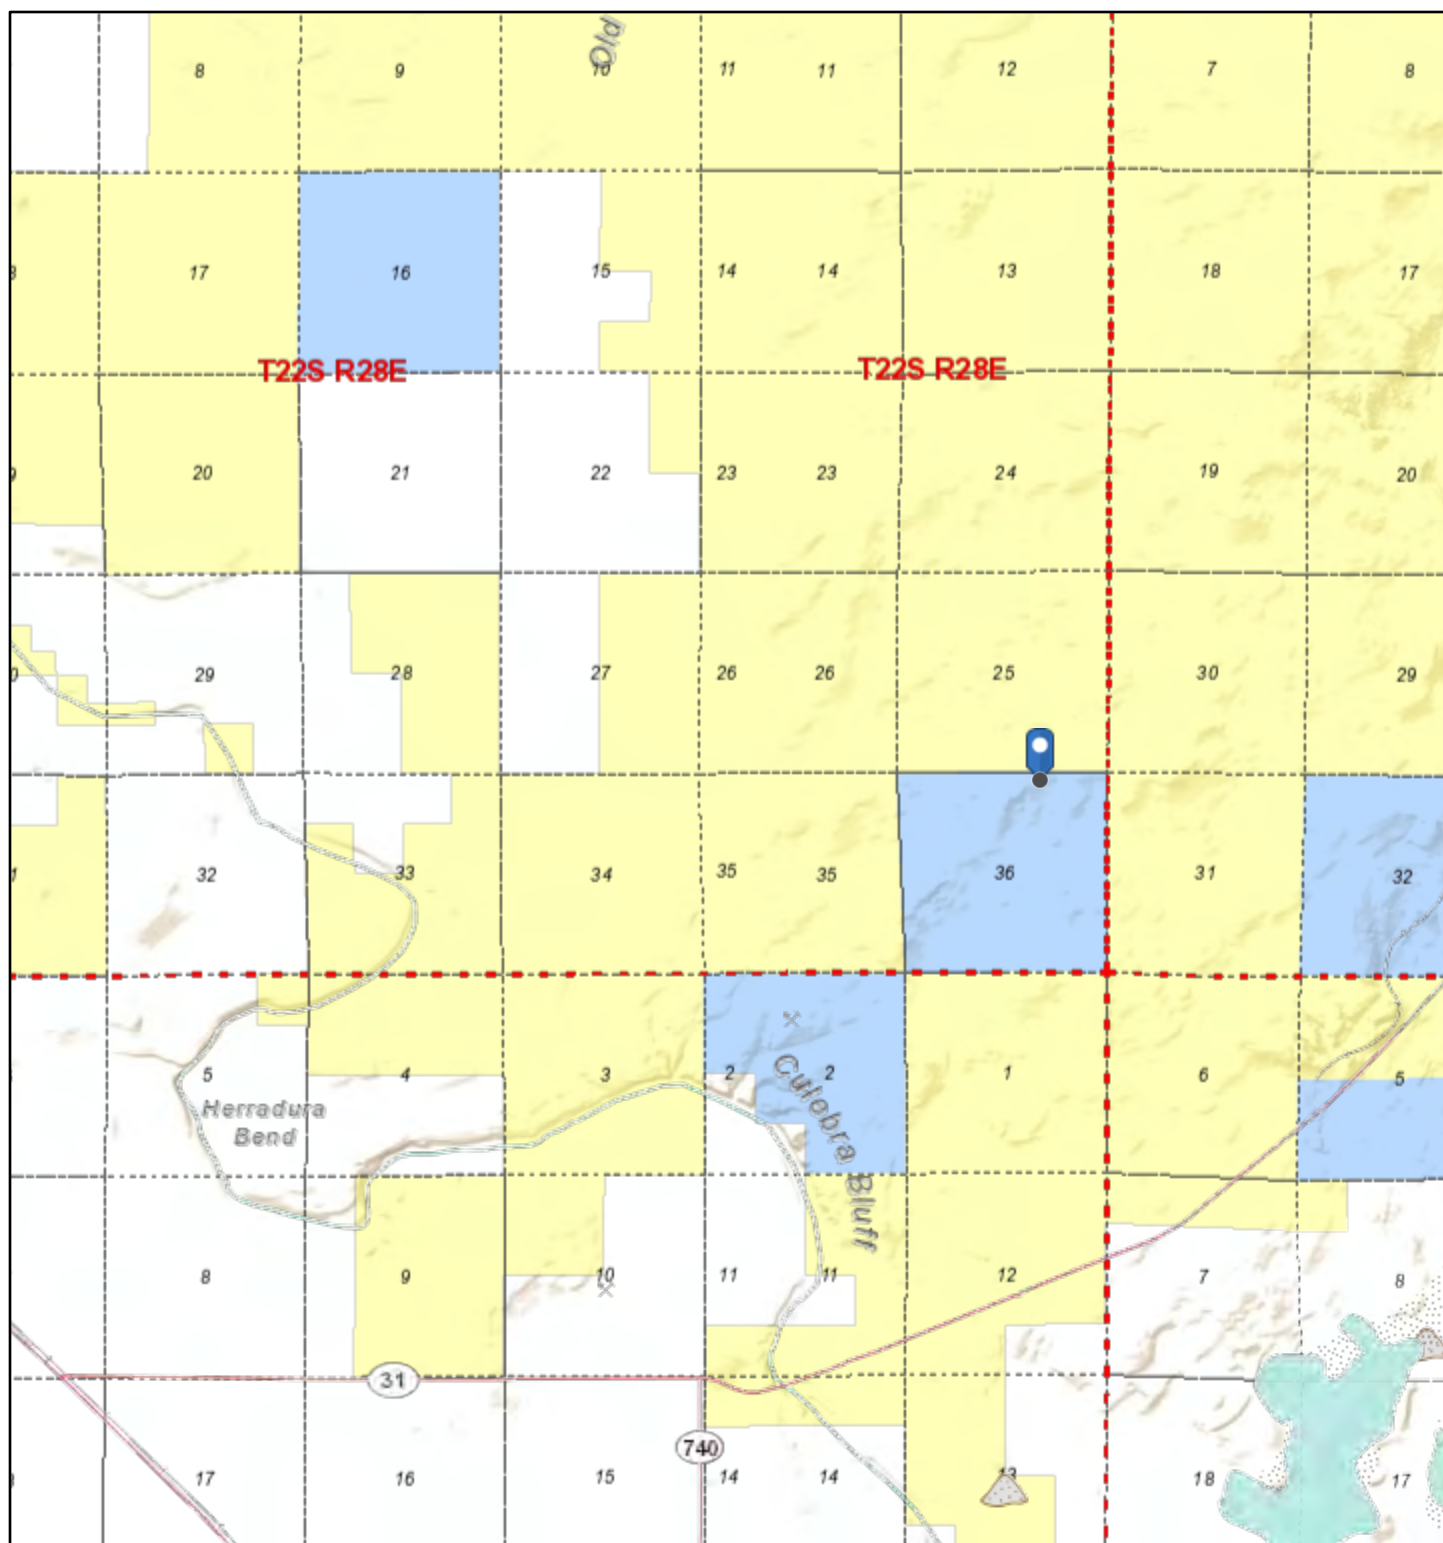 Old
8 9 10 11 11 12 7 8
17 16 15 14 14 13 18 17
T22S R28E T22S R28E
20 21 22 23 23 24 19 20
29 28 27 26 26 25 30 29
32 33 34 35 35 36 31 32
5 4 3 2 2 1 6 5
Herradura
Bend
Culebra Bluff
8 9 10 11 11 12 7 8
31
740
17 16 15 14 14 13 18 17